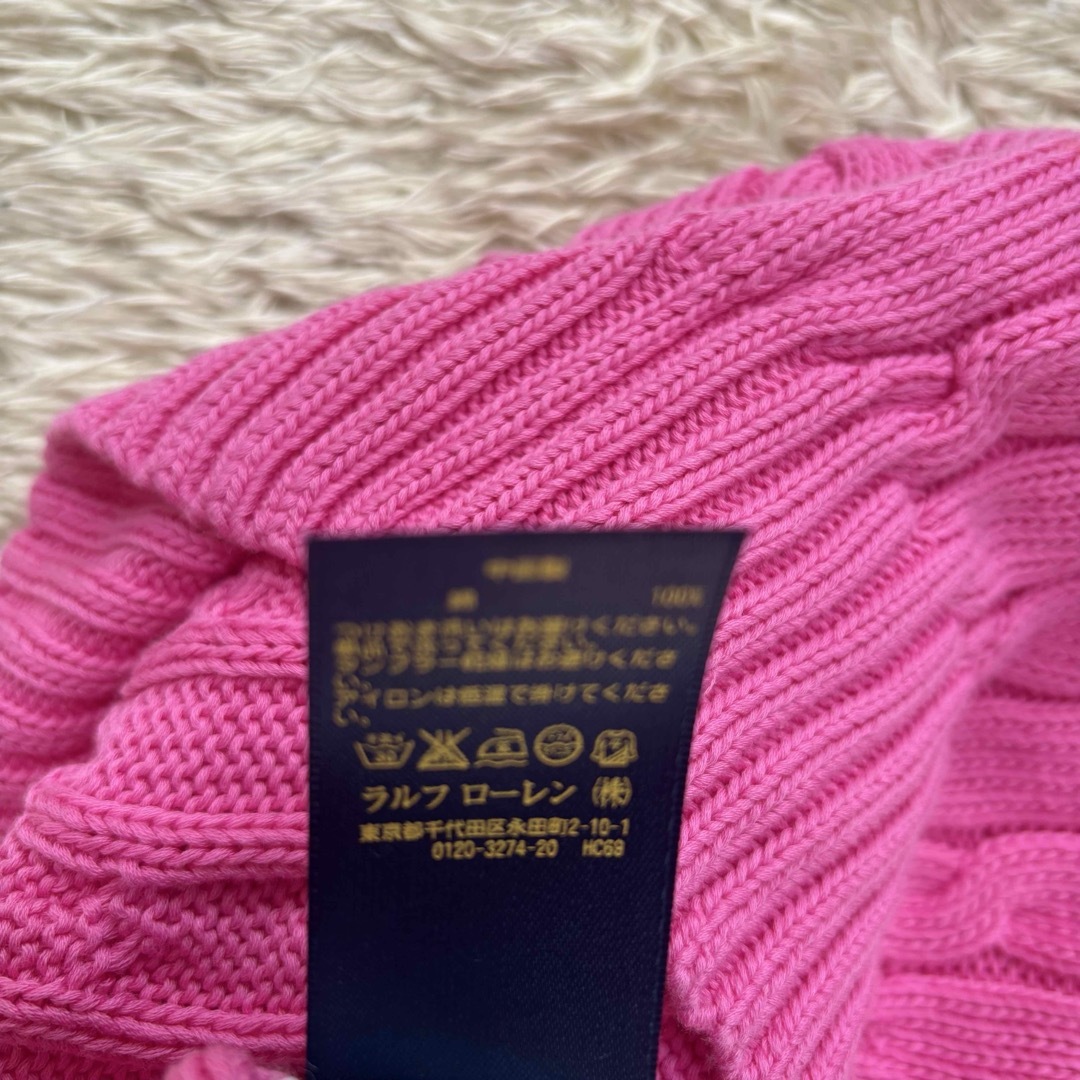 綿 100%
つけおき洗いはお避けください。
タンブラー乾燥はお避けくださ
アイロンは低温で掛けてくださ
い。
ラルフ ローレン (株)
東京都千代田区永田町2-10-1
0120-3274-20 HC69